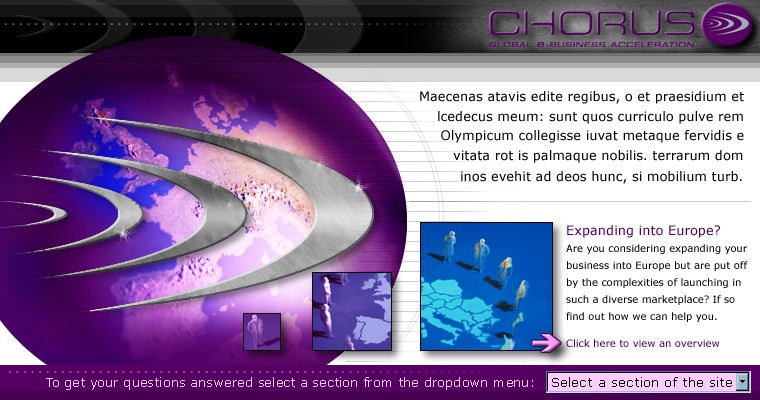 CHORUS
GLOBAL e-BUSINESS ACCELERATION
Maecenas atavis edite regibus, o et praesidium et
lcedecus meum: sunt quos curriculo pulve rem
Olympicum collegisse iuvat metaque fervidis e
vitata rot is palmaque nobilis. terrarum dom
inos evehit ad deos hunc, si mobilium turb.
Expanding into Europe?
Are you considering expanding your
business into Europe but are put off
by the complexities of launching in
such a diverse marketplace? If so
find out how we can help you.
Click here to view an overview
To get your questions answered select a section from the dropdown menu: Select a section of the site